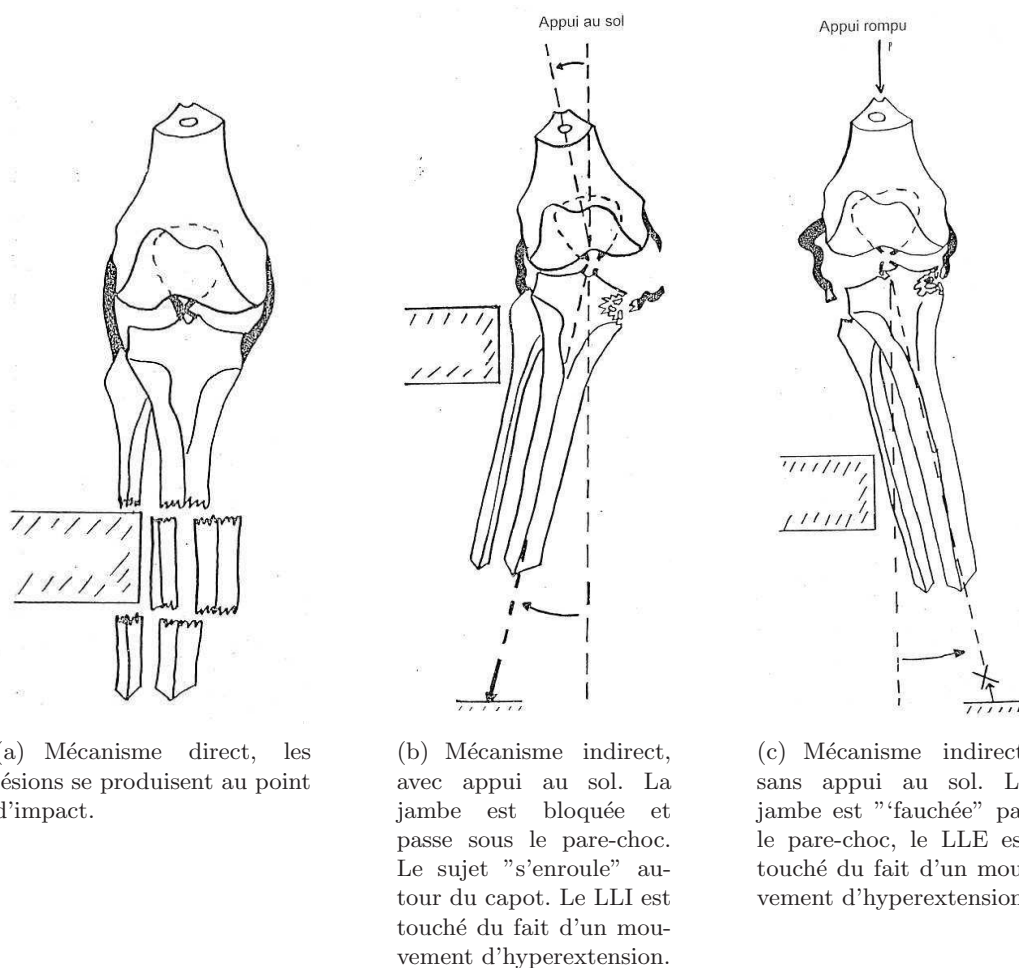 Appui au sol
Appui rompu
P
(a) Mécanisme direct, les
lésions se produisent au point
d'impact.
(b) Mécanisme indirect,
avec appui au sol. La
jambe est bloquée et
passe sous le pare-choc.
Le sujet "s'enroule" au-
tour du capot. Le LLI est
touché du fait d'un mou-
vement d'hyperextension.
(c) Mécanisme indirect
sans appui au sol. L
jambe est "‘fauchée" pa
le pare-choc, le LLE es
touché du fait d'un mou
vement d'hyperextension